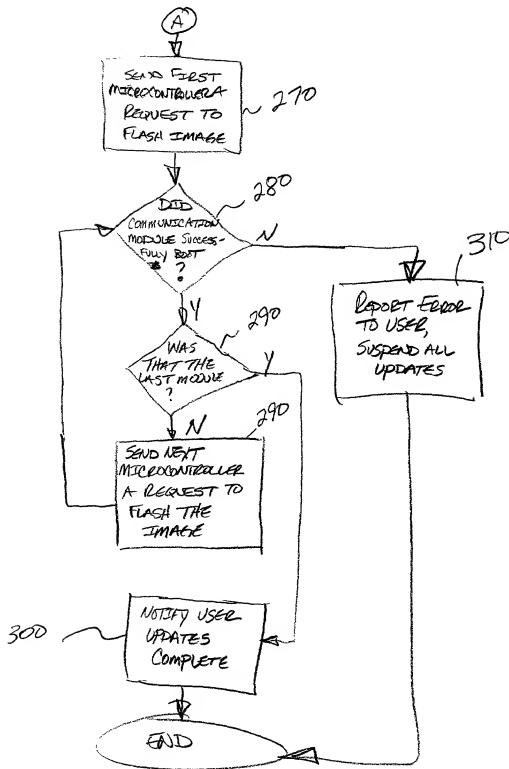 A
SEND FIRST
MICROCONTROLLER A
REQUEST TO
FLASH IMAGE
270
280
DID
COMMUNICATION
MODULE SUCCESS-
FULLY BOOT
?
N
Y
310
REPORT ERROR
TO USER,
SUSPEND ALL
UPDATES
290
WAS
THAT THE
LAST MODULE
?
Y
N
290
SEND NEXT
MICROCONTROLLER
A REQUEST TO
FLASH THE
IMAGE
300
NOTIFY USER
UPDATES
COMPLETE
END